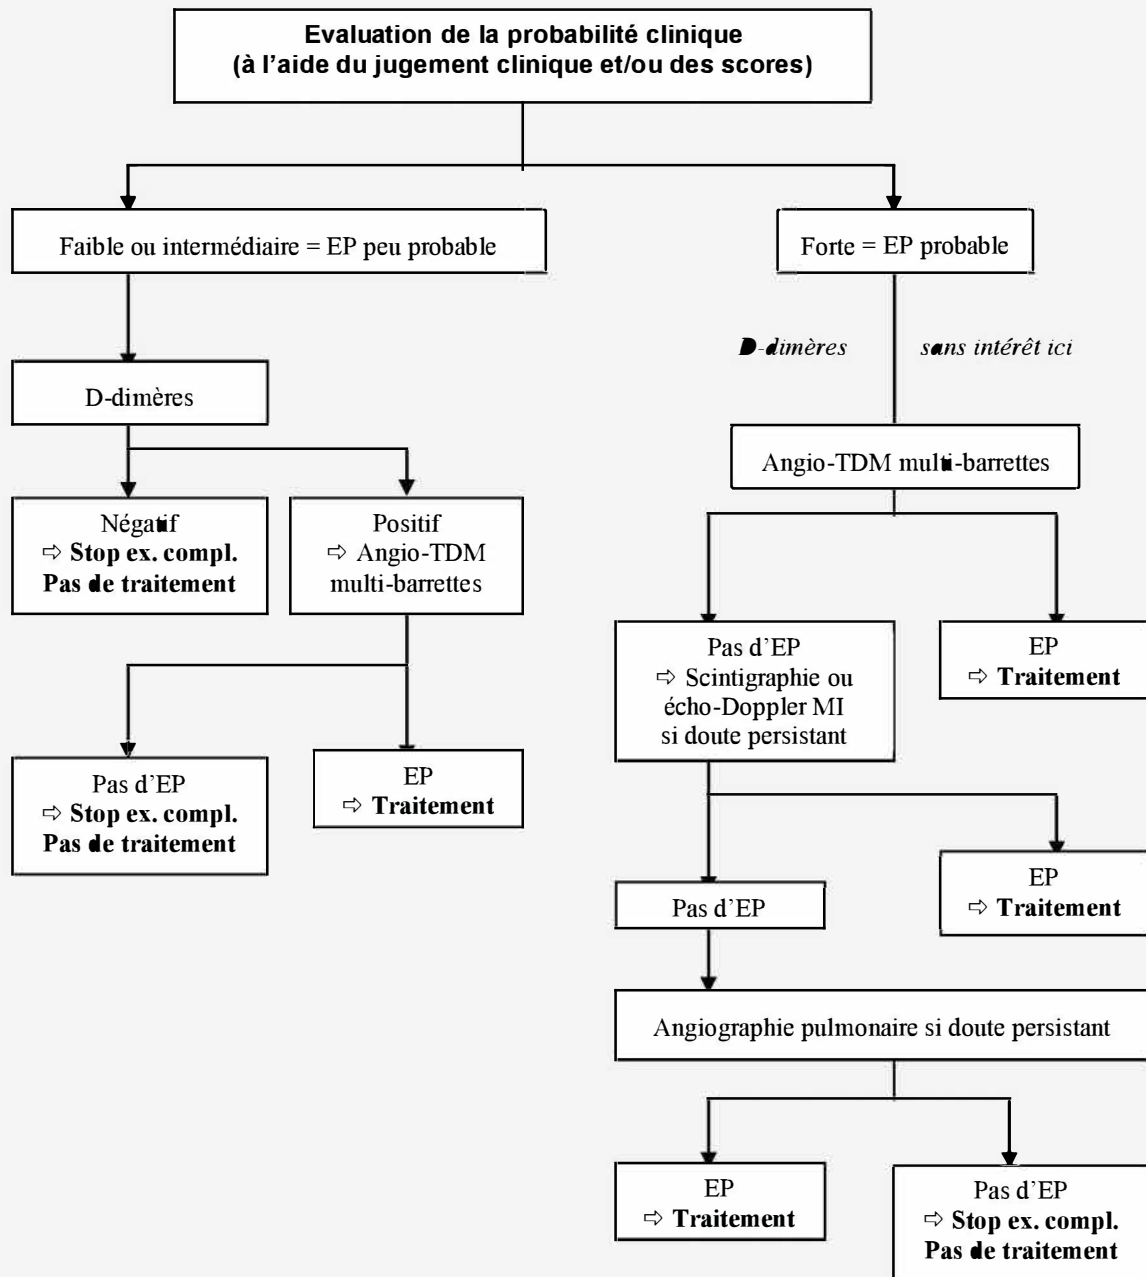 Evaluation de la probabilité clinique
(à l'aide du jugement clinique et/ou des scores)
Faible ou intermédiaire = EP peu probable
Forte = EP probable
D-dimères sans intérêt ici
D-dimères
Angio-TDM multi-barrettes
Négatif
⇨ Stop ex. compl.
Pas de traitement
Positif
⇨ Angio-TDM
multi-barrettes
Pas d'EP
⇨ Scintigraphie ou
écho-Doppler MI
si doute persistant
EP
⇨ Traitement
Pas d'EP
⇨ Stop ex. compl.
Pas de traitement
EP
⇨ Traitement
Pas d'EP
EP
⇨ Traitement
Angiographie pulmonaire si doute persistant
EP
⇨ Traitement
Pas d'EP
⇨ Stop ex. compl.
Pas de traitement